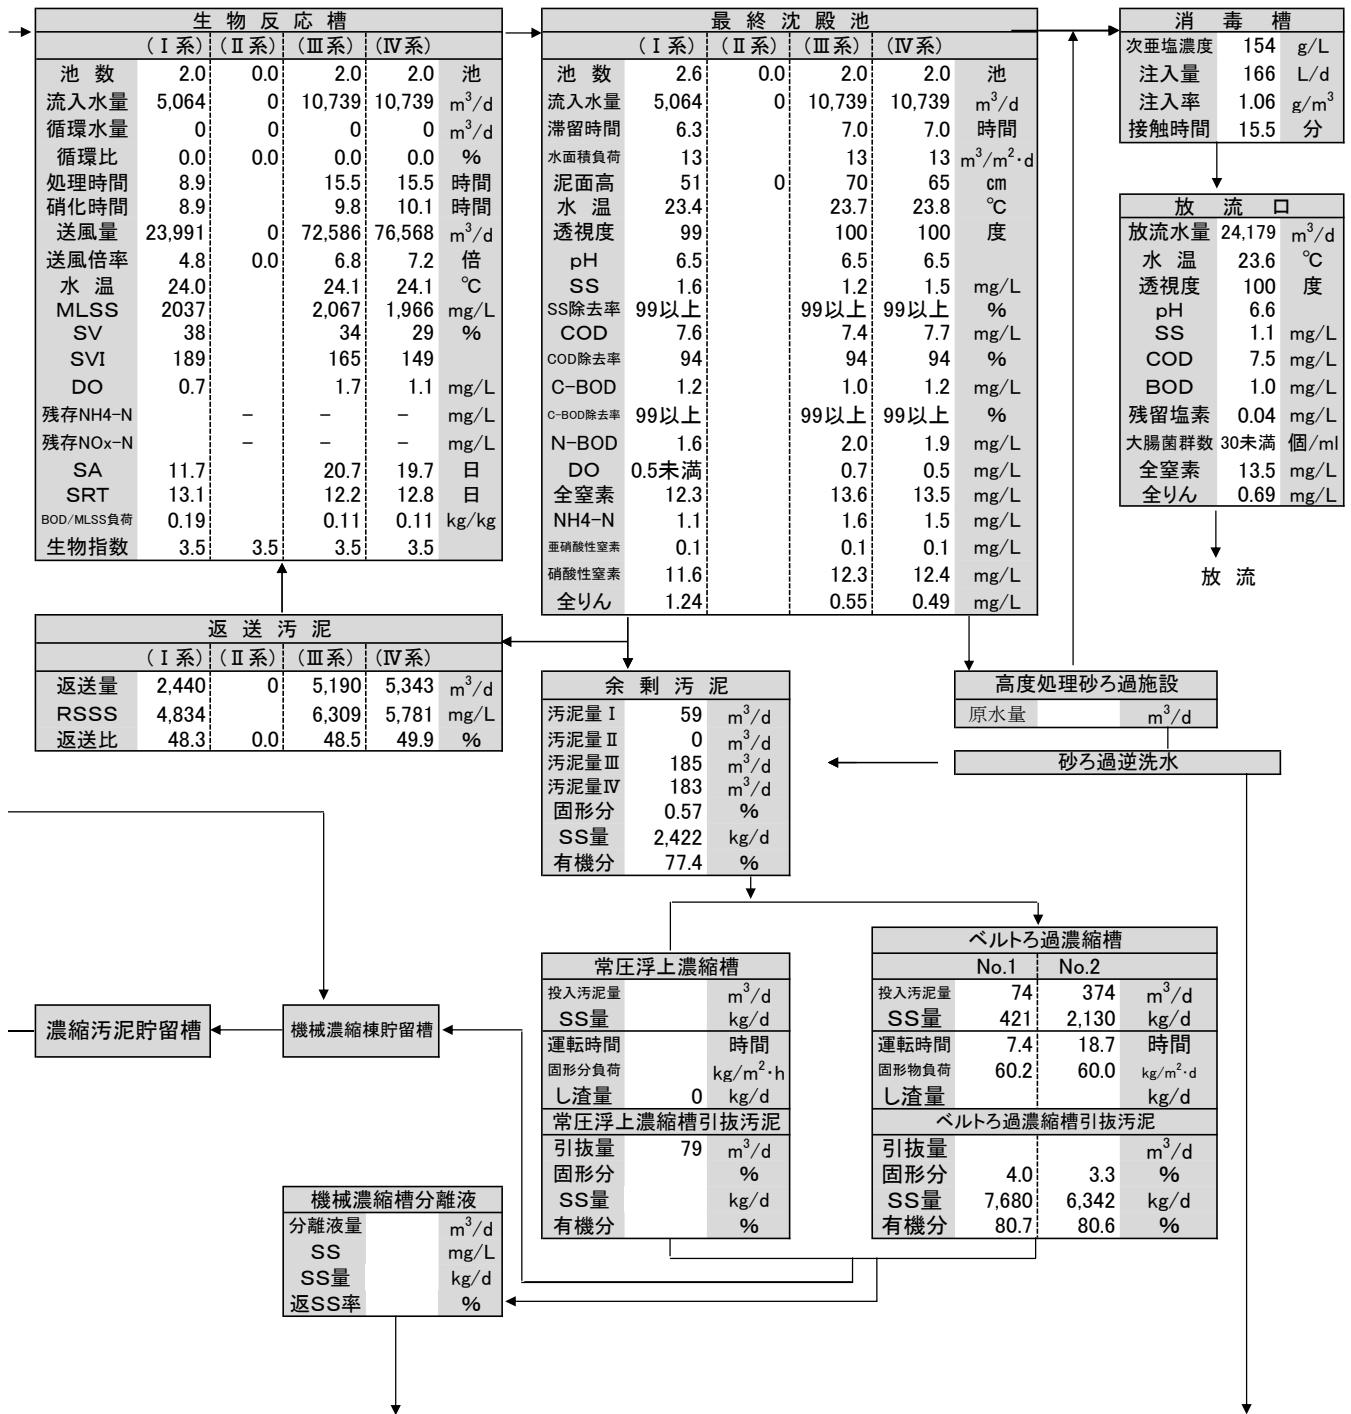 生物反応槽
(Ⅰ系) (Ⅱ系) (Ⅲ系) (Ⅳ系)
池数 2.0 0.0 2.0 2.0 池
流入水量 5,064 0 10,739 10,739 m³/d
循環水量 0 0 0 0 m³/d
循環比 0.0 0.0 0.0 0.0 %
処理時間 8.9 15.5 15.5 時間
硝化時間 8.9 9.8 10.1 時間
送風量 23,991 0 72,586 76,568 m³/d
送風倍率 4.8 0.0 6.8 7.2 倍
水温 24.0 24.1 24.1 ℃
MLSS 2037 2,067 1,966 mg/L
SV 38 34 29 %
SVI 189 165 149
DO 0.7 1.7 1.1 mg/L
残存NH4-N － － － mg/L
残存NOx-N － － － mg/L
SA 11.7 20.7 19.7 日
SRT 13.1 12.2 12.8 日
BOD/MLSS負荷 0.19 0.11 0.11 kg/kg
生物指数 3.5 3.5 3.5 3.5
最終沈殿池
(Ⅰ系) (Ⅱ系) (Ⅲ系) (Ⅳ系)
池数 2.6 0.0 2.0 2.0 池
流入水量 5,064 0 10,739 10,739 m³/d
滞留時間 6.3 7.0 7.0 時間
水面積負荷 13 13 13 m³/m²･d
泥面高 51 0 70 65 ㎝
水温 23.4 23.7 23.8 ℃
透視度 99 100 100 度
pH 6.5 6.5 6.5
SS 1.6 1.2 1.5 mg/L
SS除去率 99以上 99以上 99以上 %
COD 7.6 7.4 7.7 mg/L
COD除去率 94 94 94 %
C-BOD 1.2 1.0 1.2 mg/L
C-BOD除去率 99以上 99以上 99以上 %
N-BOD 1.6 2.0 1.9 mg/L
DO 0.5未満 0.7 0.5 mg/L
全窒素 12.3 13.6 13.5 mg/L
NH4-N 1.1 1.6 1.5 mg/L
亜硝酸性窒素 0.1 0.1 0.1 mg/L
硝酸性窒素 11.6 12.3 12.4 mg/L
全りん 1.24 0.55 0.49 mg/L
消毒槽
次亜塩濃度 154 g/L
注入量 166 L/d
注入率 1.06 g/m³
接触時間 15.5 分
放流口
放流水量 24,179 m³/d
水温 23.6 ℃
透視度 100 度
pH 6.6
SS 1.1 mg/L
COD 7.5 mg/L
BOD 1.0 mg/L
残留塩素 0.04 mg/L
大腸菌群数 30未満 個/ml
全窒素 13.5 mg/L
全りん 0.69 mg/L
放流
返送汚泥
(Ⅰ系) (Ⅱ系) (Ⅲ系) (Ⅳ系)
返送量 2,440 0 5,190 5,343 m³/d
RSSS 4,834 6,309 5,781 mg/L
返送比 48.3 0.0 48.5 49.9 %
余剰汚泥
汚泥量Ⅰ 59 m³/d
汚泥量Ⅱ 0 m³/d
汚泥量Ⅲ 185 m³/d
汚泥量Ⅳ 183 m³/d
固形分 0.57 %
SS量 2,422 kg/d
有機分 77.4 %
高度処理砂ろ過施設
原水量 m³/d
砂ろ過逆洗水
常圧浮上濃縮槽
投入汚泥量 m³/d
SS量 kg/d
運転時間 時間
固形分負荷 kg/m²･h
し渣量 0 kg/d
常圧浮上濃縮槽引抜汚泥
引抜量 79 m³/d
固形分 %
SS量 kg/d
有機分 %
ベルトろ過濃縮槽
No.1 No.2
投入汚泥量 74 374 m³/d
SS量 421 2,130 kg/d
運転時間 7.4 18.7 時間
固形物負荷 60.2 60.0 kg/m²･d
し渣量 kg/d
ベルトろ過濃縮槽引抜汚泥
引抜量 m³/d
固形分 4.0 3.3 %
SS量 7,680 6,342 kg/d
有機分 80.7 80.6 %
濃縮汚泥貯留槽
機械濃縮棟貯留槽
機械濃縮槽分離液
分離液量 m³/d
SS mg/L
SS量 kg/d
返SS率 %